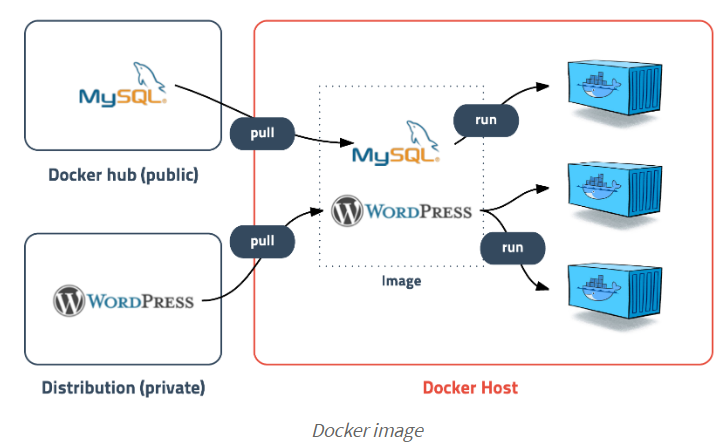 MySQL®
pull
Docker hub (public)
MySQL
run
WORDPRESS
pull
run
Image
WORDPRESS
Distribution (private)
Docker Host
Docker image